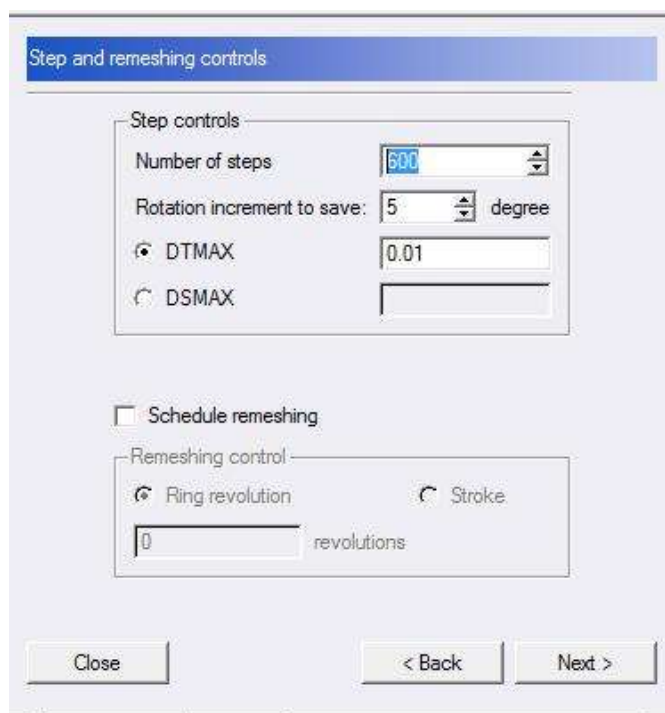 Step and remeshing controls
Step controls
Number of steps 600
Rotation increment to save: 5 degree
DTMAX 0.01
DSMAX
Schedule remeshing
Remeshing control
Ring revolution Stroke
0 revolutions
Close < Back Next >